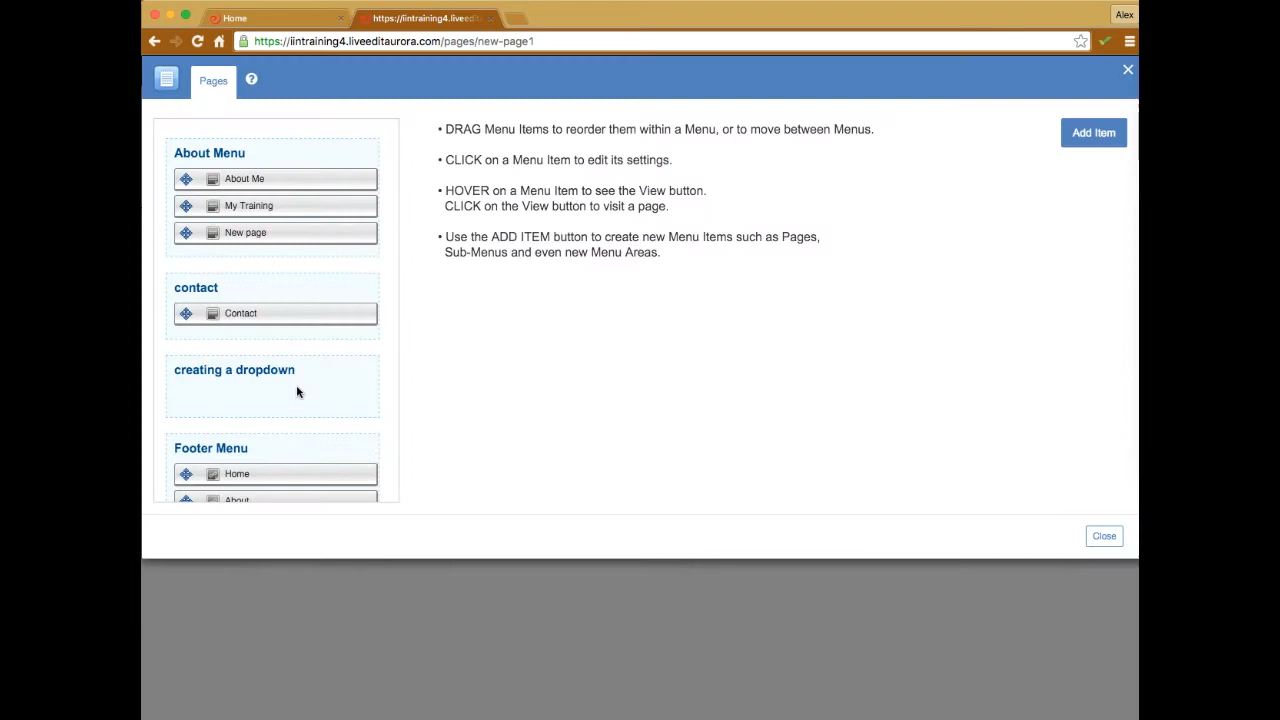 Home
https://iintraining4.liveedit
Alex
https://iintraining4.liveeditaurora.com/pages/new-page1
Pages
?
About Menu
About Me
My Training
New page
contact
Contact
creating a dropdown
Footer Menu
Home
About
• DRAG Menu Items to reorder them within a Menu, or to move between Menus.
• CLICK on a Menu Item to edit its settings.
• HOVER on a Menu Item to see the View button.
CLICK on the View button to visit a page.
• Use the ADD ITEM button to create new Menu Items such as Pages,
Sub-Menus and even new Menu Areas.
Add Item
Close